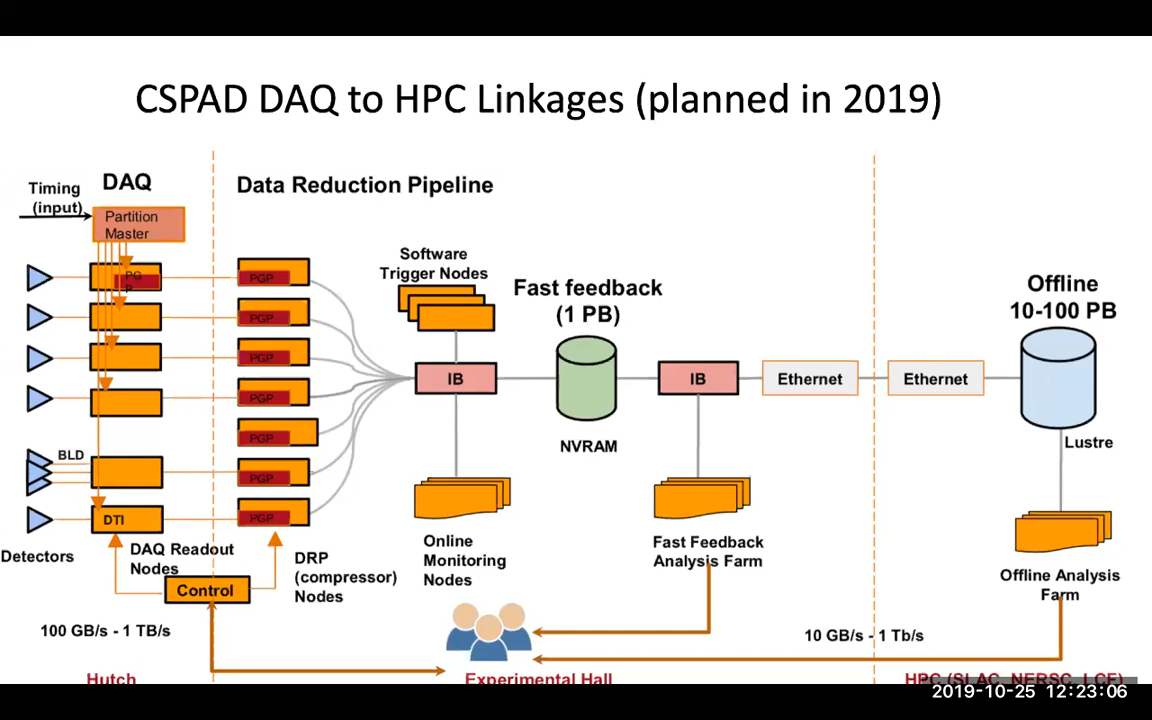 CSPAD DAQ to HPC Linkages (planned in 2019)
Timing
(input)
DAQ
Data Reduction Pipeline
Partition
Master
PG
P
PGP
PGP
PGP
PGP
PGP
PGP
PGP
BLD
DTI
Detectors
DAQ Readout
Nodes
Control
DRP
(compressor)
Nodes
Software
Trigger Nodes
IB
Fast feedback
(1 PB)
NVRAM
IB
Ethernet
Ethernet
Offline
10-100 PB
Lustre
Online
Monitoring
Nodes
Fast Feedback
Analysis Farm
Offline Analysis
Farm
100 GB/s - 1 TB/s
10 GB/s - 1 Tb/s
Hutch
Experimental Hall
HPC (SLAC, NERSC, LCF)
2019-10-25 12:23:06